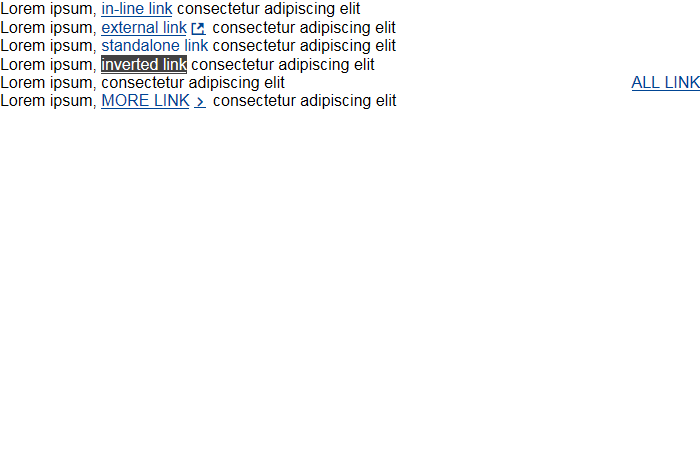 Lorem ipsum, in-line link consectetur adipiscing elit
Lorem ipsum, external link consectetur adipiscing elit
Lorem ipsum, standalone link consectetur adipiscing elit
Lorem ipsum, inverted link consectetur adipiscing elit
Lorem ipsum, consectetur adipiscing elit ALL LINK
Lorem ipsum, MORE LINK consectetur adipiscing elit